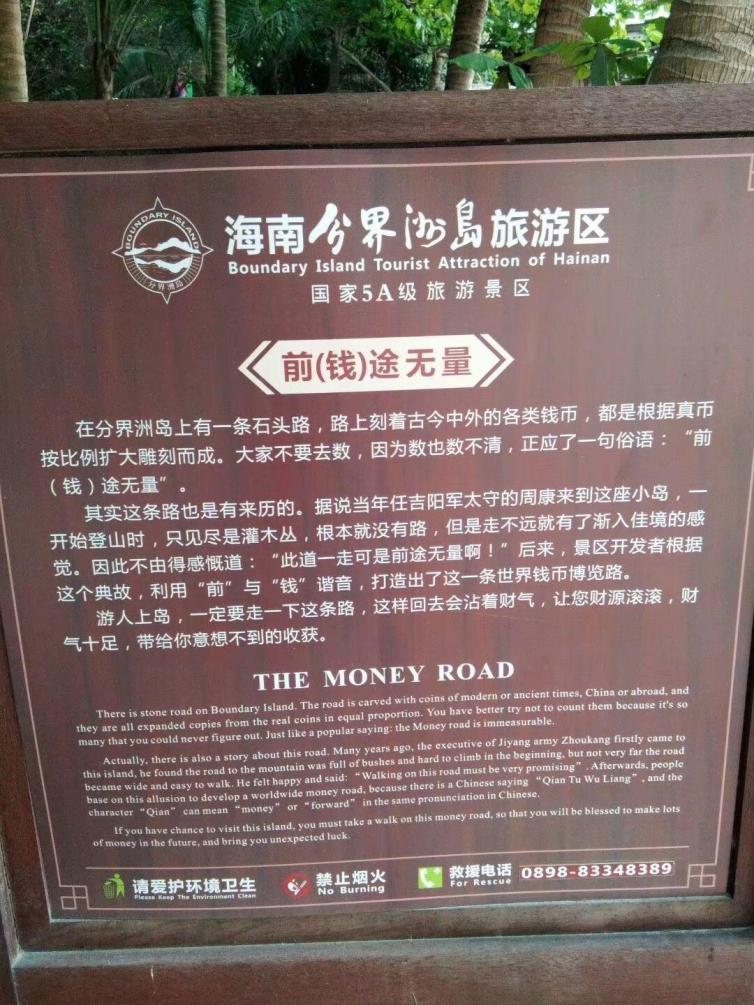 BOUNDARY ISLAND
分界洲岛
海南分界洲島旅游区
Boundary Island Tourist Attraction of Hainan
国家5A级旅游景区
前(钱)途无量
在分界洲岛上有一条石头路，路上刻着古今中外的各类钱币，都是根据真币
按比例扩大雕刻而成。大家不要去数，因为数也数不清，正应了一句俗语：“前
（钱）途无量”。
其实这条路也是有来历的。据说当年任吉阳军太守的周康来到这座小岛，一
开始登山时，只见尽是灌木丛，根本就没有路，但是走不远就有了渐入佳境的感
觉。因此不由得感慨道：“此道一走可是前途无量啊！”后来，景区开发者根据
这个典故，利用“前”与“钱”谐音，打造出了这一条世界钱币博览路。
游人上岛，一定要走一下这条路，这样回去会沾着财气，让您财源滚滚，财
气十足，带给你意想不到的收获。
THE MONEY ROAD
There is stone road on Boundary Island. The road is carved with coins of modern or ancient times, China or abroad, and
they are all expanded copies from the real coins in equal proportion. You have better try not to count them because it's so
many that you could never figure out. Just like a popular saying: the Money road is immeasurable.
Actually, there is also a story about this road. Many years ago, the executive of Jiyang army Zhoukang firstly came to
this island, he found the road to the mountain was full of bushes and hard to climb in the beginning, but not very far the road
became wide and easy to walk. He felt happy and said: “Walking on this road must be very promising”. Afterwards, people
base on this allusion to develop a worldwide money road, because there is a Chinese saying “Qian Tu Wu Liang”, and the
character “Qian” can mean “money” or “forward” in the same pronunciation in Chinese.
If you have chance to visit this island, you must take a walk on this money road, so that you will be blessed to make lots
of money in the future, and bring you unexpected luck.
请爱护环境卫生
Please Keep The Environment Clean
禁止烟火
No Burning
救援电话
For Rescue
0898-83348389